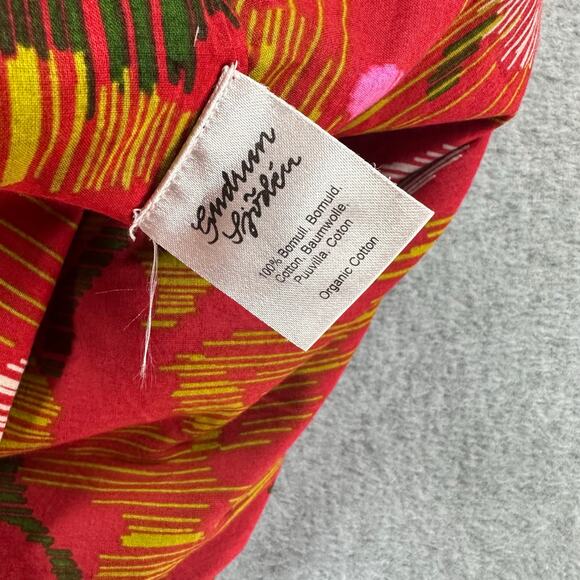 Gudrun
Sjödén
100% Bomull, Bomuld,
Cotton, Baumwolle,
Puuvilla, Coton
Organic Cotton